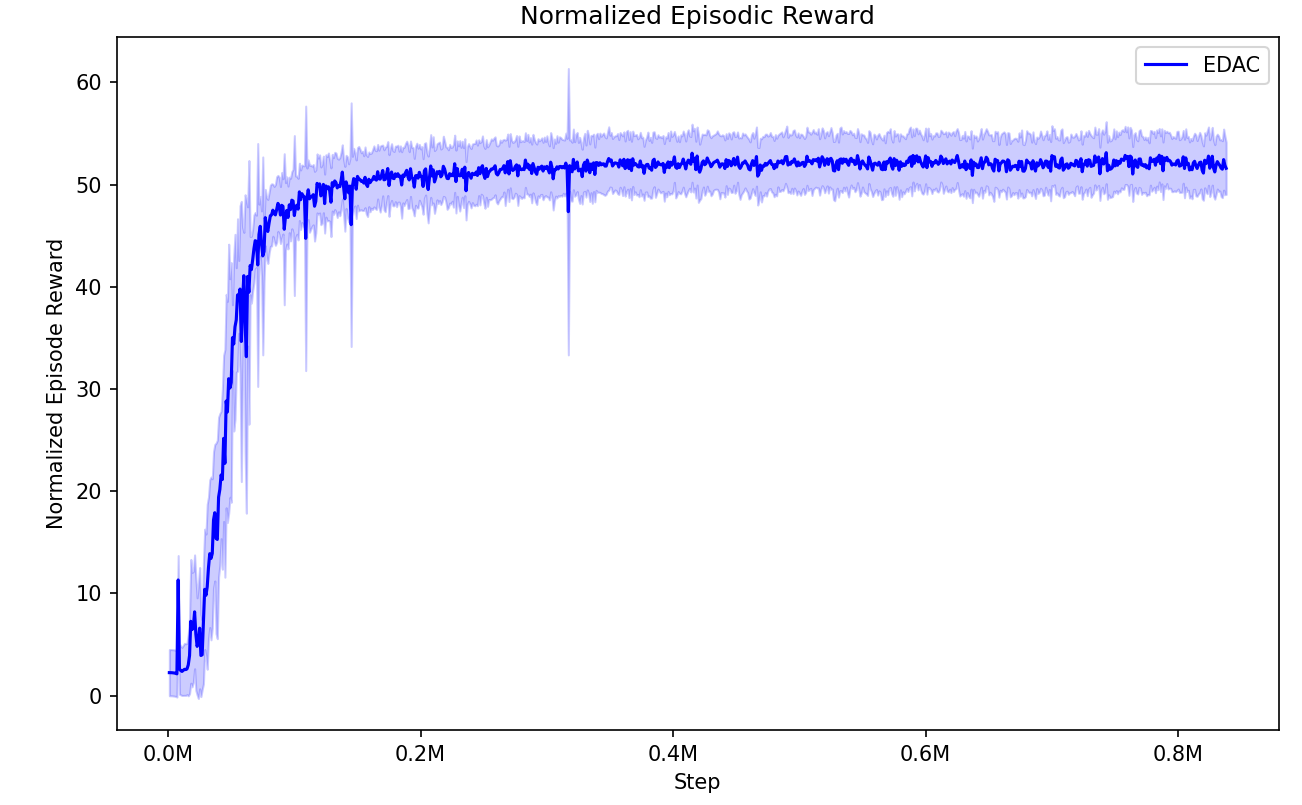 Normalized Episodic Reward
EDAC
Normalized Episode Reward
60
50
40
30
20
10
0
0.0M
0.2M
0.4M
0.6M
0.8M
Step